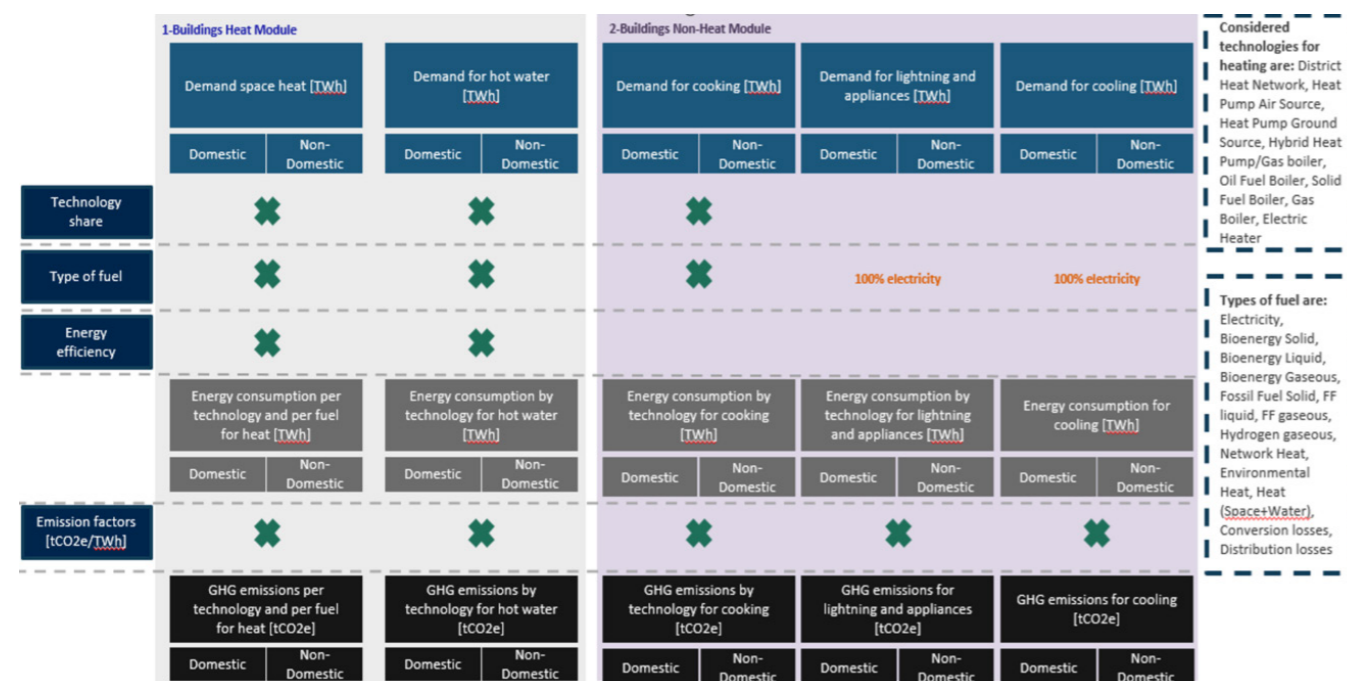 1-Buildings Heat Module
2-Buildings Non-Heat Module
Demand space heat [TWh]
Demand for hot water
[TWh]
Demand for cooking [TWh]
Demand for lightning and
appliances [TWh]
Demand for cooling [TWh]
Domestic
Non-
Domestic
Domestic
Non-
Domestic
Domestic
Non-
Domestic
Domestic
Non-
Domestic
Domestic
Non-
Domestic
Technology
share
Type of fuel
100% electricity
100% electricity
Energy
efficiency
Energy consumption per
technology and per fuel
for heat [TWh]
Energy consumption by
technology for hot water
[TWh]
Energy consumption by
technology for cooking
[TWh]
Energy consumption by
technology for lightning
and appliances [TWh]
Energy consumption for
cooling [TWh]
Domestic
Non-
Domestic
Domestic
Non-
Domestic
Domestic
Non-
Domestic
Domestic
Non-
Domestic
Domestic
Non-
Domestic
Emission factors
[tCO2e/TWh]
GHG emissions per
technology and per fuel
for heat [tCO2e]
GHG emissions by
technology for hot water
[tCO2e]
GHG emissions by
technology for cooking
[tCO2e]
GHG emissions for
lightning and appliances
[tCO2e]
GHG emissions for cooling
[tCO2e]
Domestic
Non-
Domestic
Domestic
Non-
Domestic
Domestic
Non-
Domestic
Domestic
Non-
Domestic
Domestic
Non-
Domestic
Considered
technologies for
heating are: District
Heat Network, Heat
Pump Air Source,
Heat Pump Ground
Source, Hybrid Heat
Pump/Gas boiler,
Oil Fuel Boiler, Solid
Fuel Boiler, Gas
Boiler, Electric
Heater
Types of fuel are:
Electricity,
Bioenergy Solid,
Bioenergy Liquid,
Bioenergy Gaseous,
Fossil Fuel Solid, FF
liquid, FF gaseous,
Hydrogen gaseous,
Network Heat,
Environmental
Heat, Heat
(Space+Water),
Conversion losses,
Distribution losses